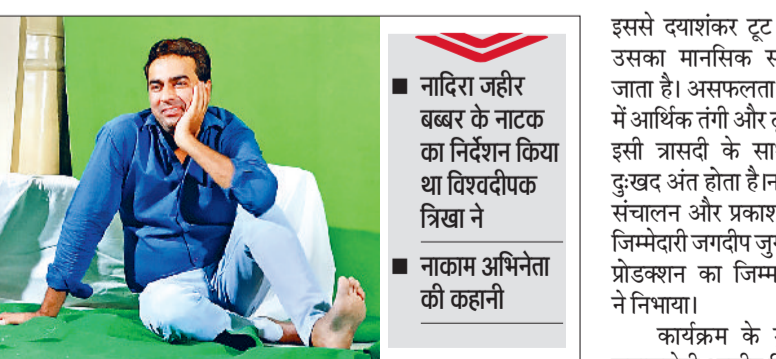 ■ नादिरा जहीर
बब्बर के नाटक
का निर्देशन किया
था विश्वदीपक
त्रिखा ने
■ नाकाम अभिनेता
की कहानी
इससे दयाशंकर टूट
उसका मानसिक
जाता है। असफलता
में आर्थिक तंगी और
इसी त्रासदी के
दुःखद अंत होता है।
संचालन और प्रकाश
जिम्मेदारी जगदीप
प्रोडक्शन का
ने निभाया।
कार्यक्रम के